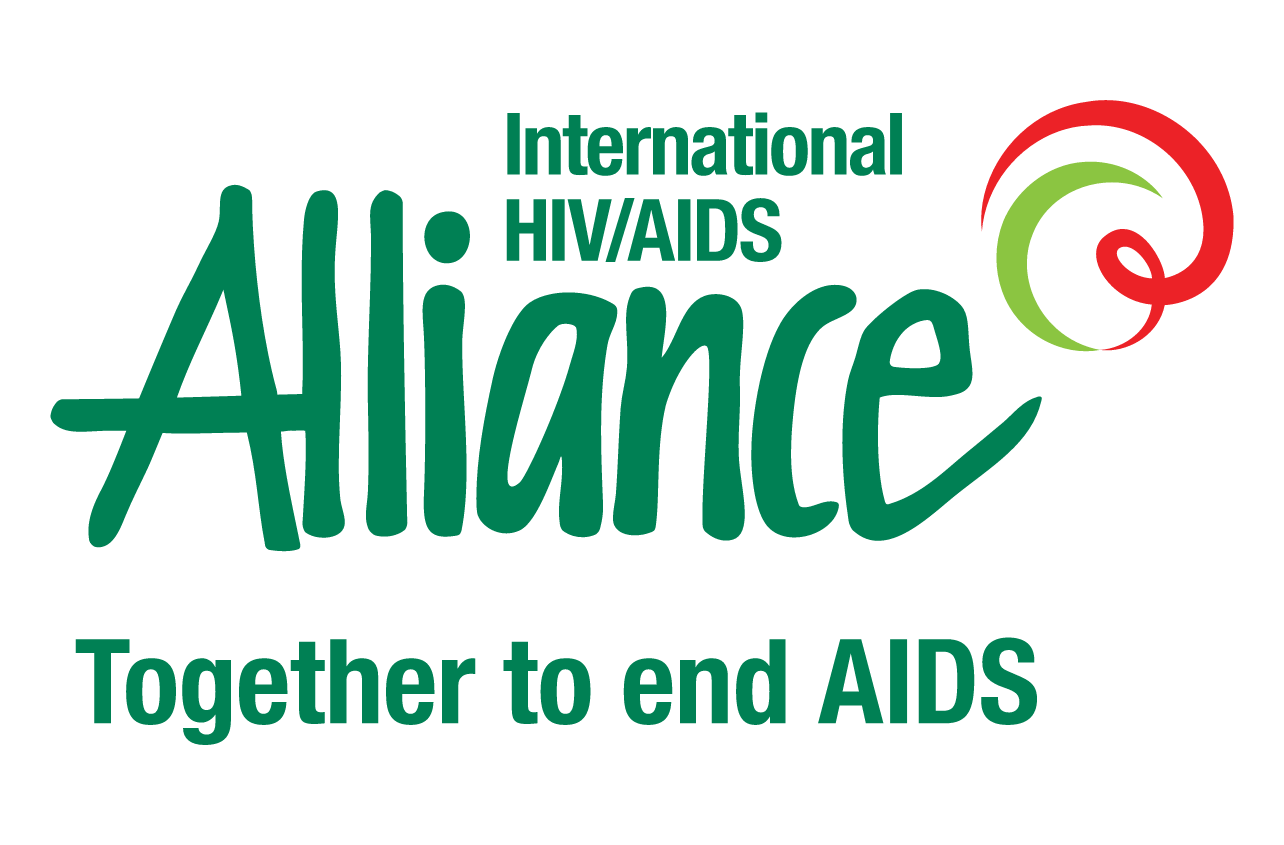 International
HIV/AIDS
Alliance
Together to end AIDS